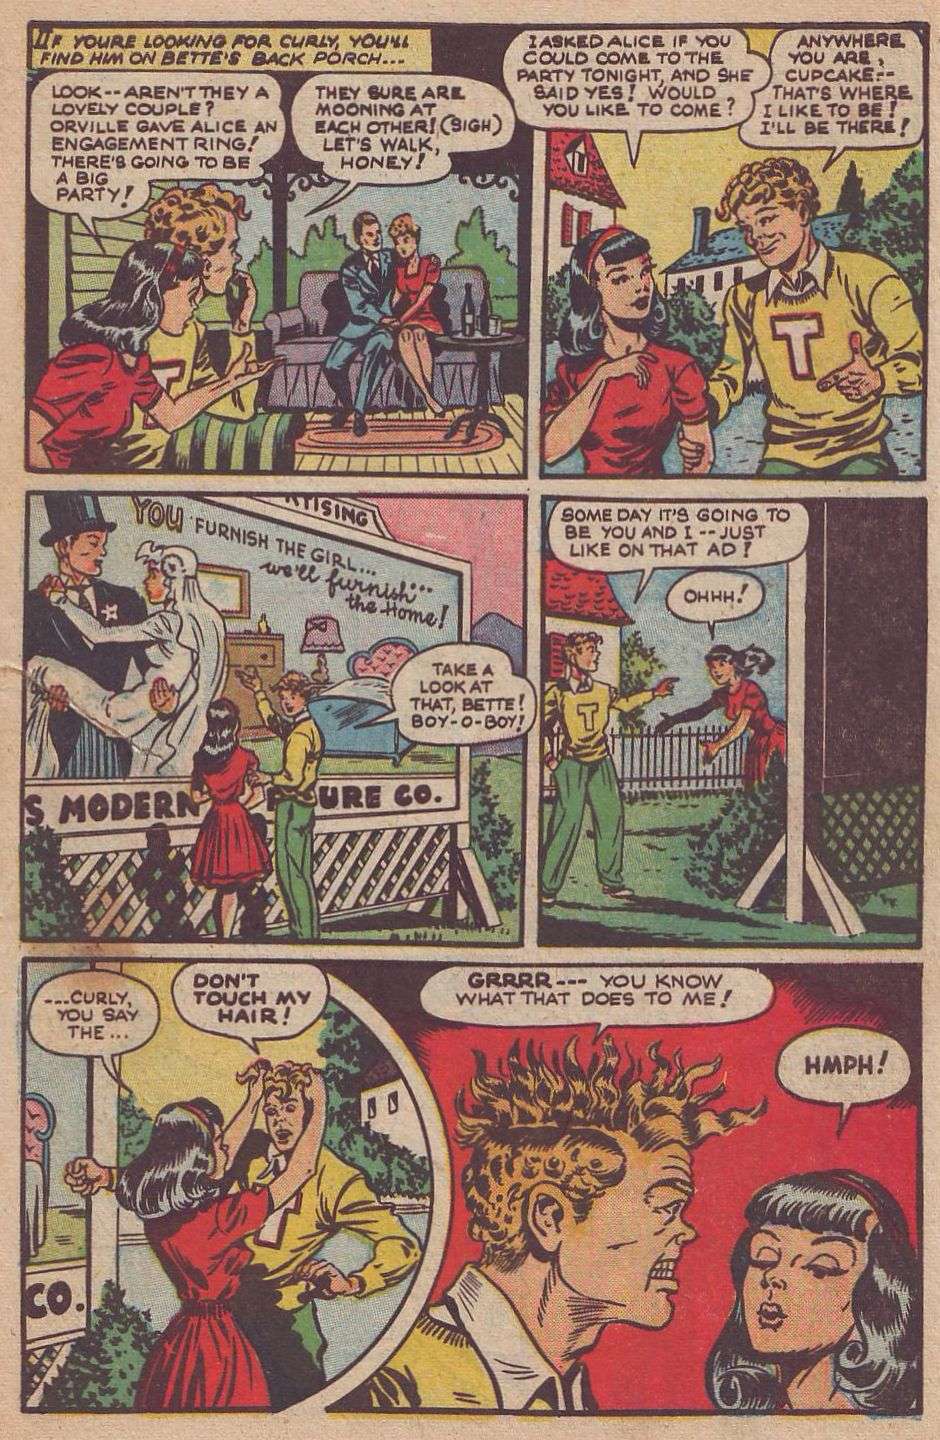 IF YOU'RE LOOKING FOR CURLY, YOU'LL
FIND HIM ON BETTE'S BACK PORCH...
LOOK--AREN'T THEY A
LOVELY COUPLE?
ORVILLE GAVE ALICE AN
ENGAGEMENT RING!
THERE'S GOING TO BE
A BIG
PARTY!
THEY SURE ARE
MOONING AT
EACH OTHER! (SIGH)
LET'S WALK,
HONEY!
T
I ASKED ALICE IF YOU
COULD COME TO THE
PARTY TONIGHT, AND SHE
SAID YES! WOULD
YOU LIKE TO COME?
ANYWHERE
YOU ARE,
CUPCAKE--
THAT'S WHERE
I LIKE TO BE!
I'LL BE THERE!
T
TISING
YOU FURNISH THE GIRL...
we'll furnish...
the Home!
TAKE A
LOOK AT
THAT, BETTE!
BOY-O-BOY!
S MODERN URE CO.
SOME DAY IT'S GOING TO
BE YOU AND I--JUST
LIKE ON THAT AD!
OHHH!
T
---CURLY,
YOU SAY
THE...
DON'T
TOUCH MY
HAIR!
T
CO.
GRRRR---YOU KNOW
WHAT THAT DOES TO ME!
HMPH!